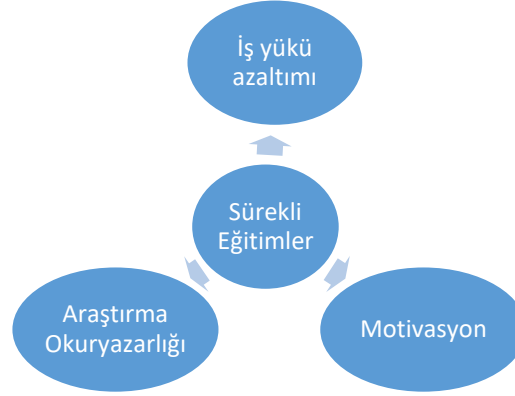 İş yükü
azaltımı
Sürekli
Eğitimler
Araştırma
Okuryazarlığı
Motivasyon